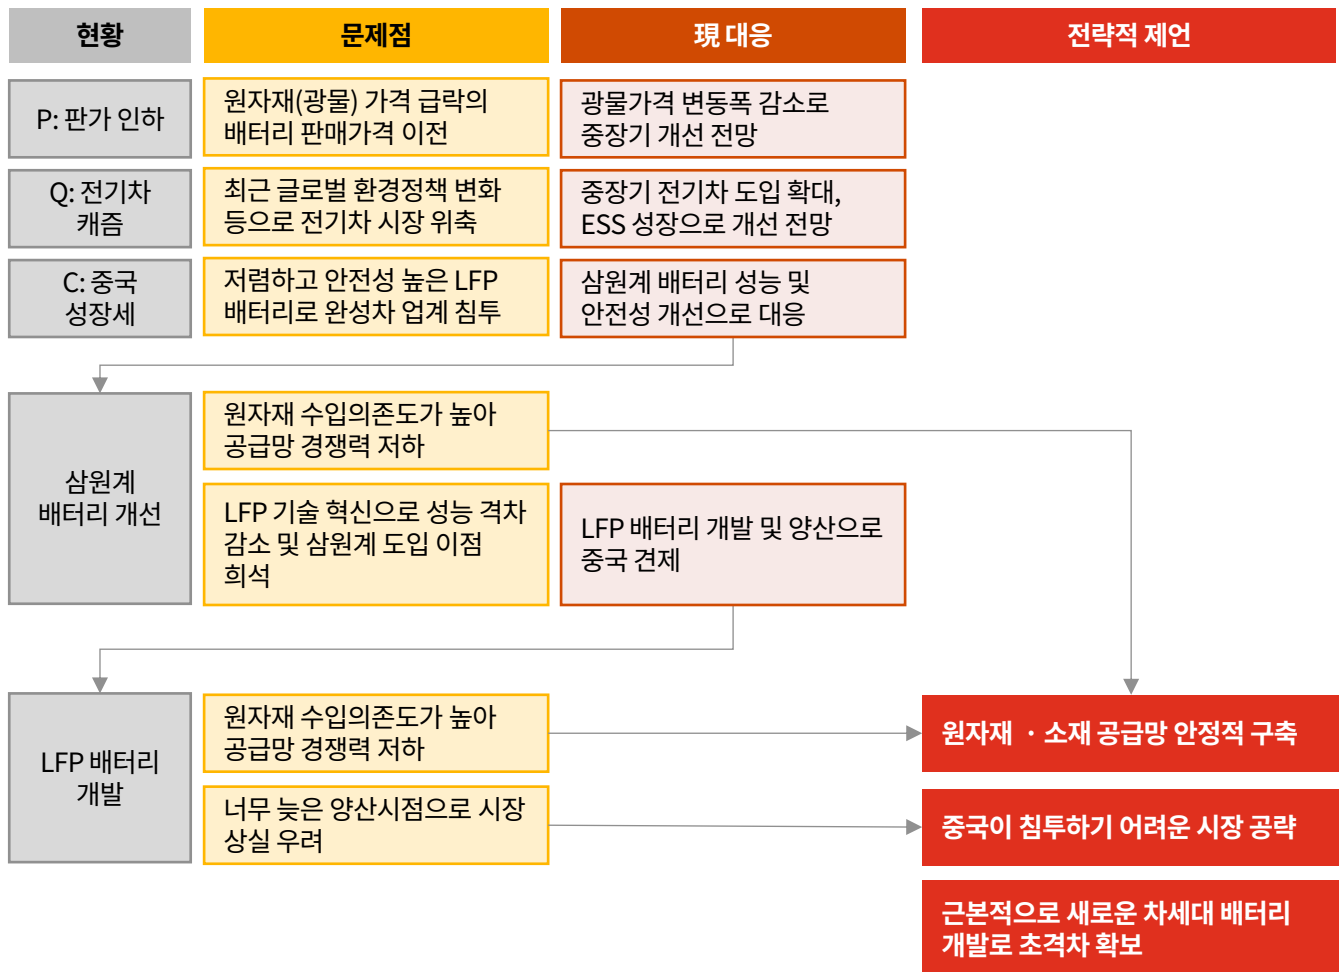 현황
문제점
現 대응
전략적 제언
P: 판가 인하
원자재(광물) 가격 급락의
배터리 판매가격 이전
광물가격 변동폭 감소로
중장기 개선 전망
Q: 전기차
캐즘
최근 글로벌 환경정책 변화
등으로 전기차 시장 위축
중장기 전기차 도입 확대,
ESS 성장으로 개선 전망
C: 중국
성장세
저렴하고 안전성 높은 LFP
배터리로 완성차 업계 침투
삼원계 배터리 성능 및
안전성 개선으로 대응
삼원계
배터리 개선
원자재 수입의존도가 높아
공급망 경쟁력 저하
LFP 기술 혁신으로 성능 격차
감소 및 삼원계 도입 이점
희석
LFP 배터리 개발 및 양산으로
중국 견제
LFP 배터리
개발
원자재 수입의존도가 높아
공급망 경쟁력 저하
원자재 · 소재 공급망 안정적 구축
너무 늦은 양산시점으로 시장
상실 우려
중국이 침투하기 어려운 시장 공략
근본적으로 새로운 차세대 배터리
개발로 초격차 확보